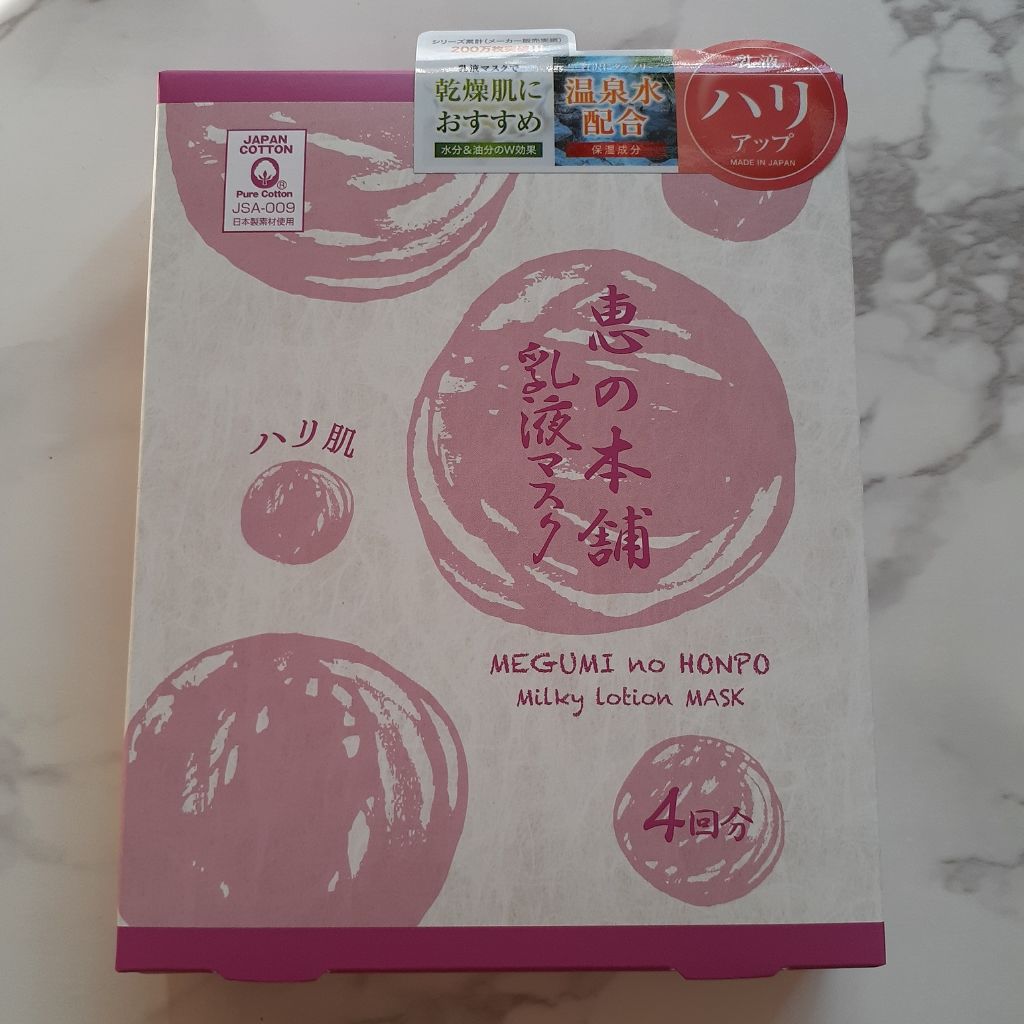 シリーズ累計(メーカー販売実績)
200万枚突破!!
乳液マスクで
乾燥肌に
おすすめ
水分&油分のW効果
温泉水
配合
保湿成分
乳液
ハリ
アップ
MADE IN JAPAN
JAPAN
COTTON
®
Pure Cotton
JSA-009
日本製素材使用
恵の本舗
乳液マスク
ハリ肌
MEGUMI no HONPO
Milky lotion MASK
4回分